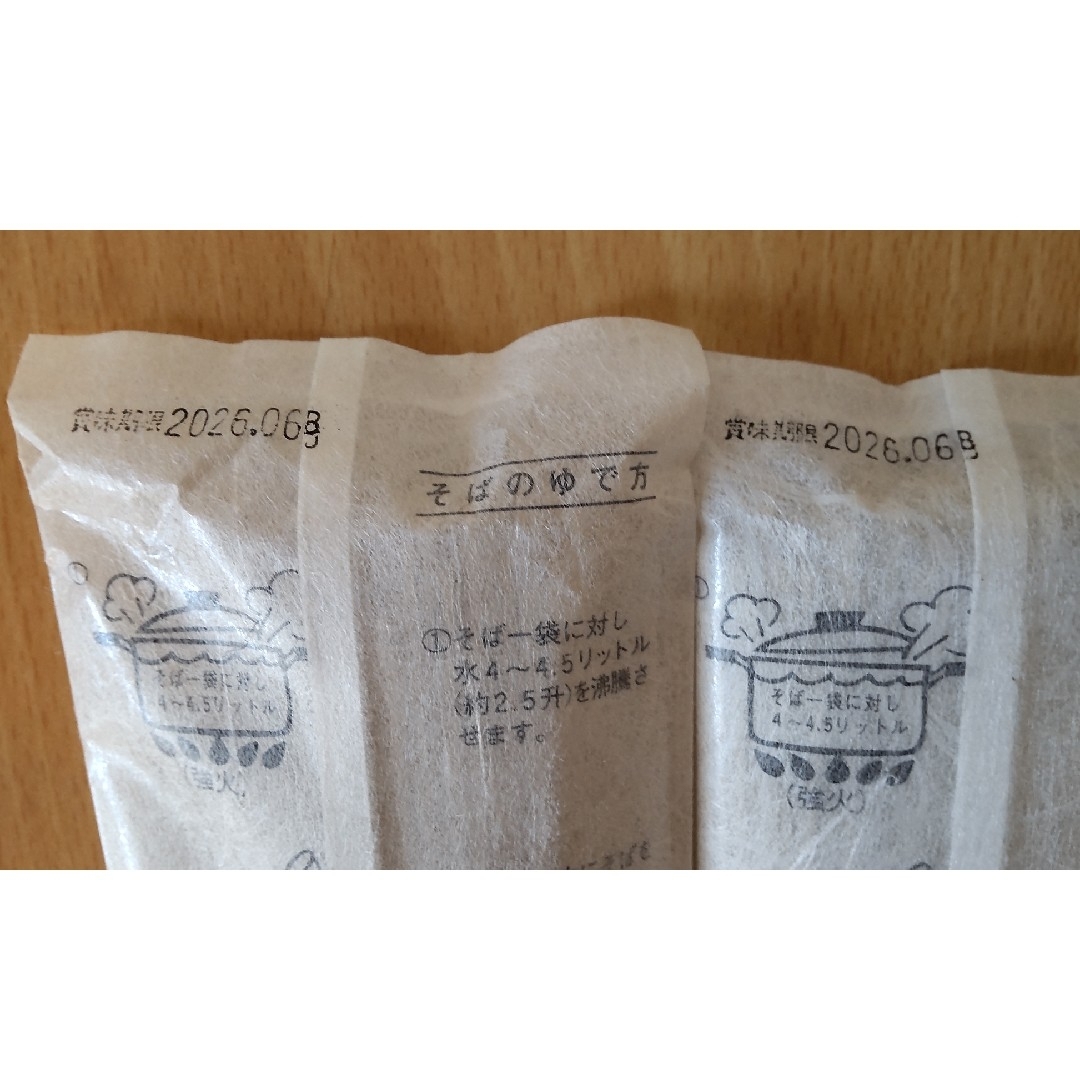 賞味期限2026.06B
そばのゆで方
①そば一袋に対し
水4〜4.5リットル
(約2.5升)を沸騰さ
せます。
そば一袋に対し
4〜4.5リットル
(強火)
賞味期限2026.06B
そば一袋に対し
4〜4.5リットル
(強火)